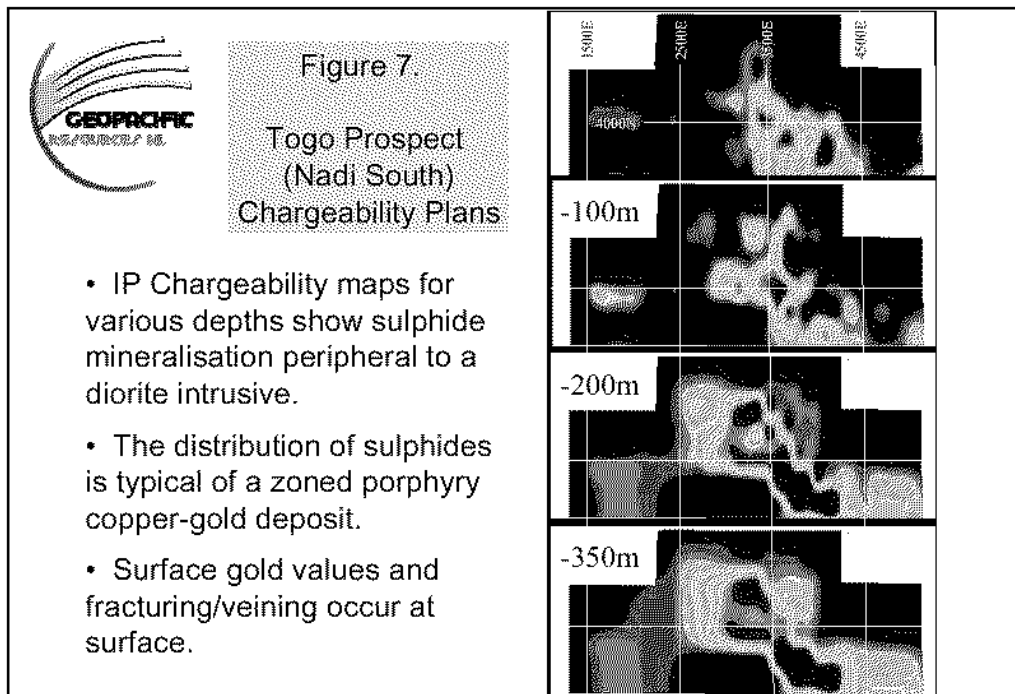 GEOPACIFIC
RESOURCES NL
Figure 7.
Togo Prospect
(Nadi South)
Chargeability Plans
• IP Chargeability maps for
various depths show sulphide
mineralisation peripheral to a
diorite intrusive.
• The distribution of sulphides
is typical of a zoned porphyry
copper-gold deposit.
• Surface gold values and
fracturing/veining occur at
surface.
1500E
2500E
3500E
4500E
4000N
-100m
-200m
-350m